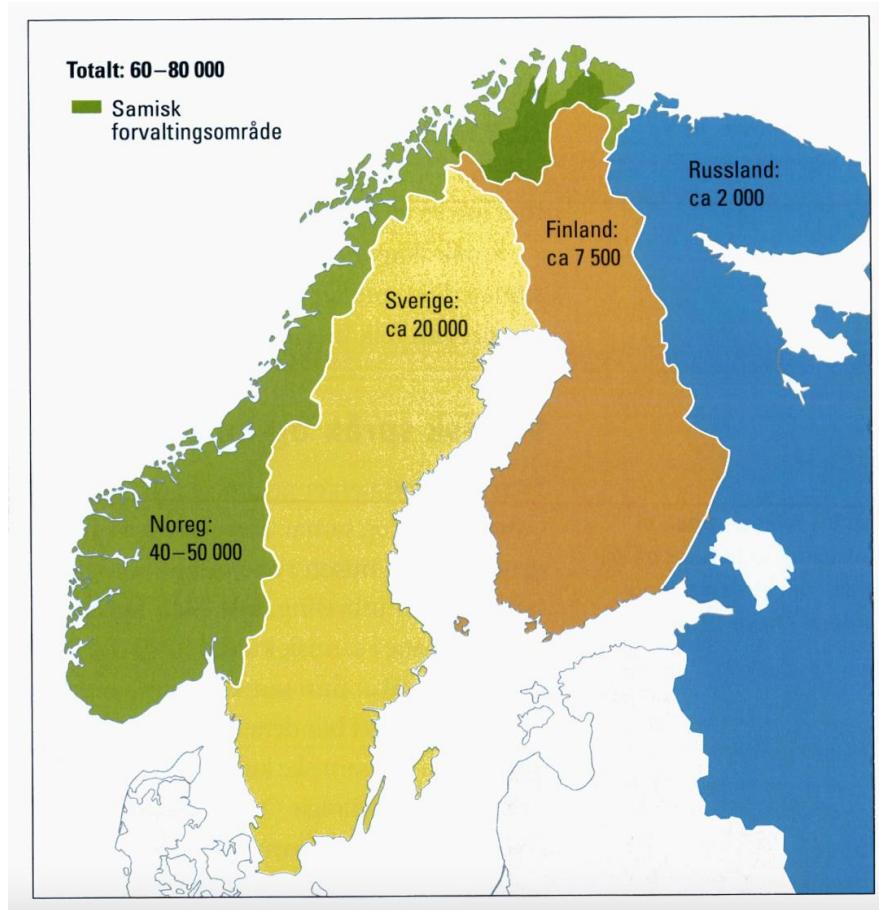 Totalt: 60–80 000
Samisk
forvaltingsområde
Russland:
ca 2 000
Finland:
ca 7 500
Sverige:
ca 20 000
Noreg:
40–50 000